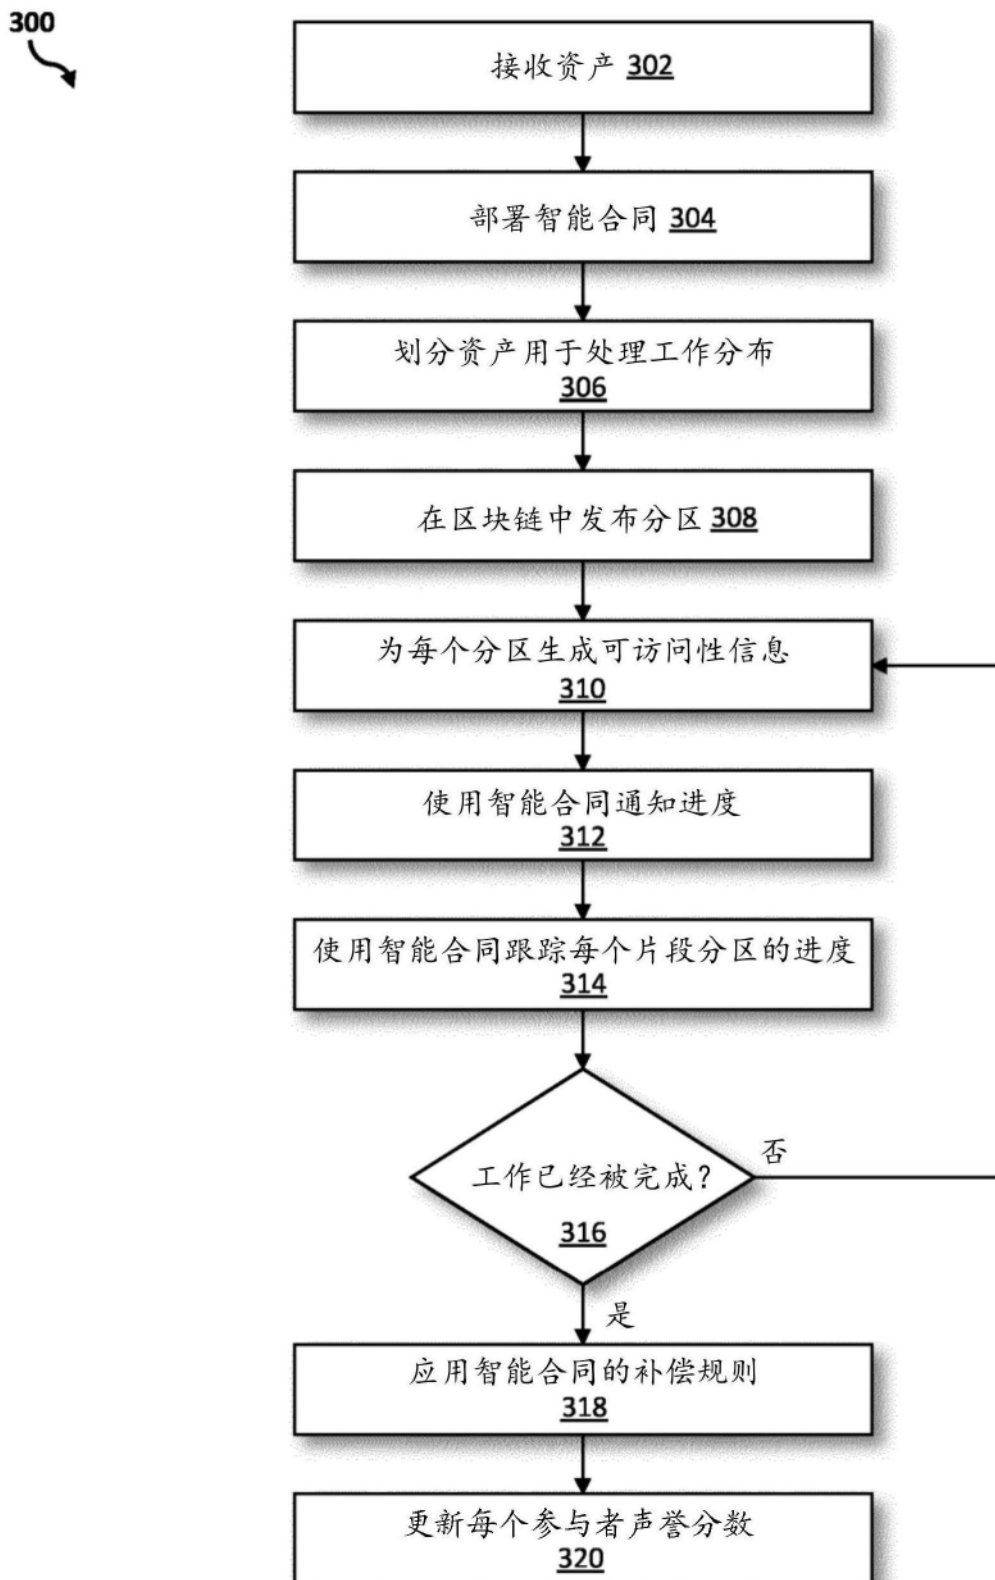 300
接收资产 302
部署智能合同 304
划分资产用于处理工作分布
306
在区块链中发布分区 308
为每个分区生成可访问性信息
310
使用智能合同通知进度
312
使用智能合同跟踪每个片段分区的进度
314
工作已经被完成?
否
316
是
应用智能合同的补偿规则
318
更新每个参与者声誉分数
320